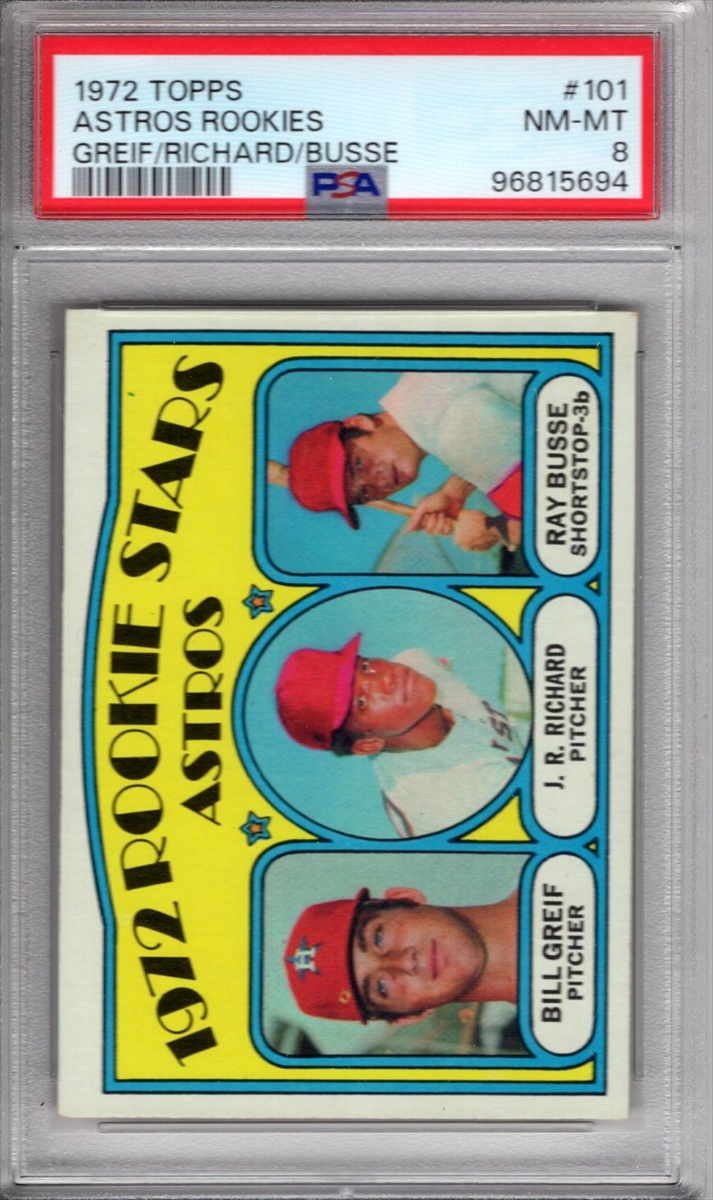 1972 TOPPS #101
ASTROS ROOKIES NM-MT
GREIF/RICHARD/BUSSE 8
PSA 96815694
1972 ROOKIE STARS
ASTROS
BILL GREIF
PITCHER
J. R. RICHARD
PITCHER
RAY BUSSE
SHORTSTOP-3b
H